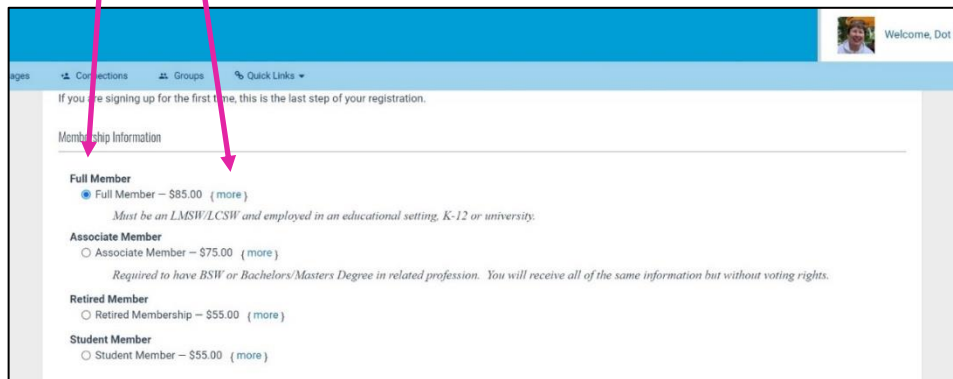 Welcome, Dot
ages Connections Groups Quick Links
If you are signing up for the first time, this is the last step of your registration.
Membership Information
Full Member
Full Member — $85.00 { more }
Must be an LMSW/LCSW and employed in an educational setting, K-12 or university.
Associate Member
Associate Member — $75.00 { more }
Required to have BSW or Bachelors/Masters Degree in related profession. You will receive all of the same information but without voting rights.
Retired Member
Retired Membership — $55.00 { more }
Student Member
Student Member — $55.00 { more }